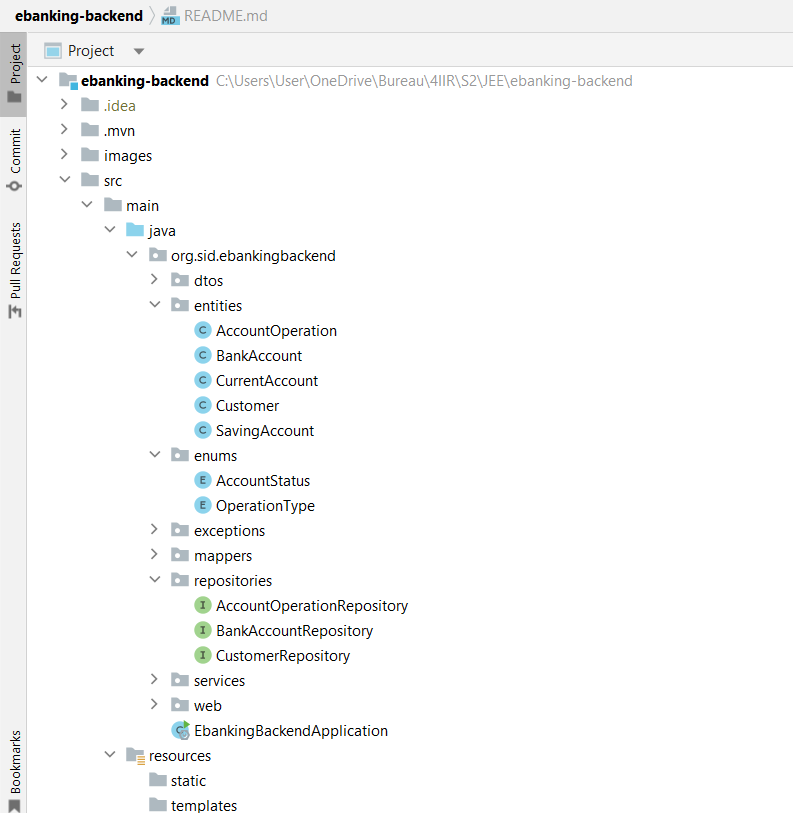 ebanking-backend README.md
Project
Project
ebanking-backend C:\Users\User\OneDrive\Bureau\4IIR\S2\JEE\ebanking-backend
.idea
.mvn
Commit
images
src
main
Pull Requests
java
org.sid.ebankingbackend
dtos
entities
C AccountOperation
C BankAccount
C CurrentAccount
C Customer
C SavingAccount
enums
E AccountStatus
E OperationType
exceptions
mappers
repositories
I AccountOperationRepository
I BankAccountRepository
I CustomerRepository
services
web
C EbankingBackendApplication
Bookmarks
resources
static
templates